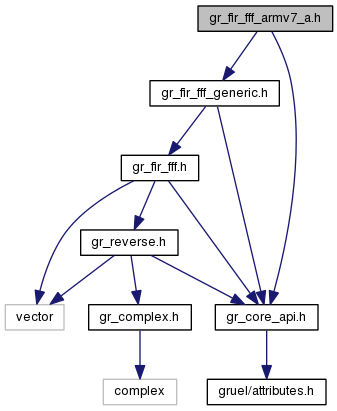 gr_fir_fff_armv7_a.h
gr_fir_fff_generic.h
gr_fir_fff.h
gr_reverse.h
vector
gr_complex.h
gr_core_api.h
complex
gruel/attributes.h